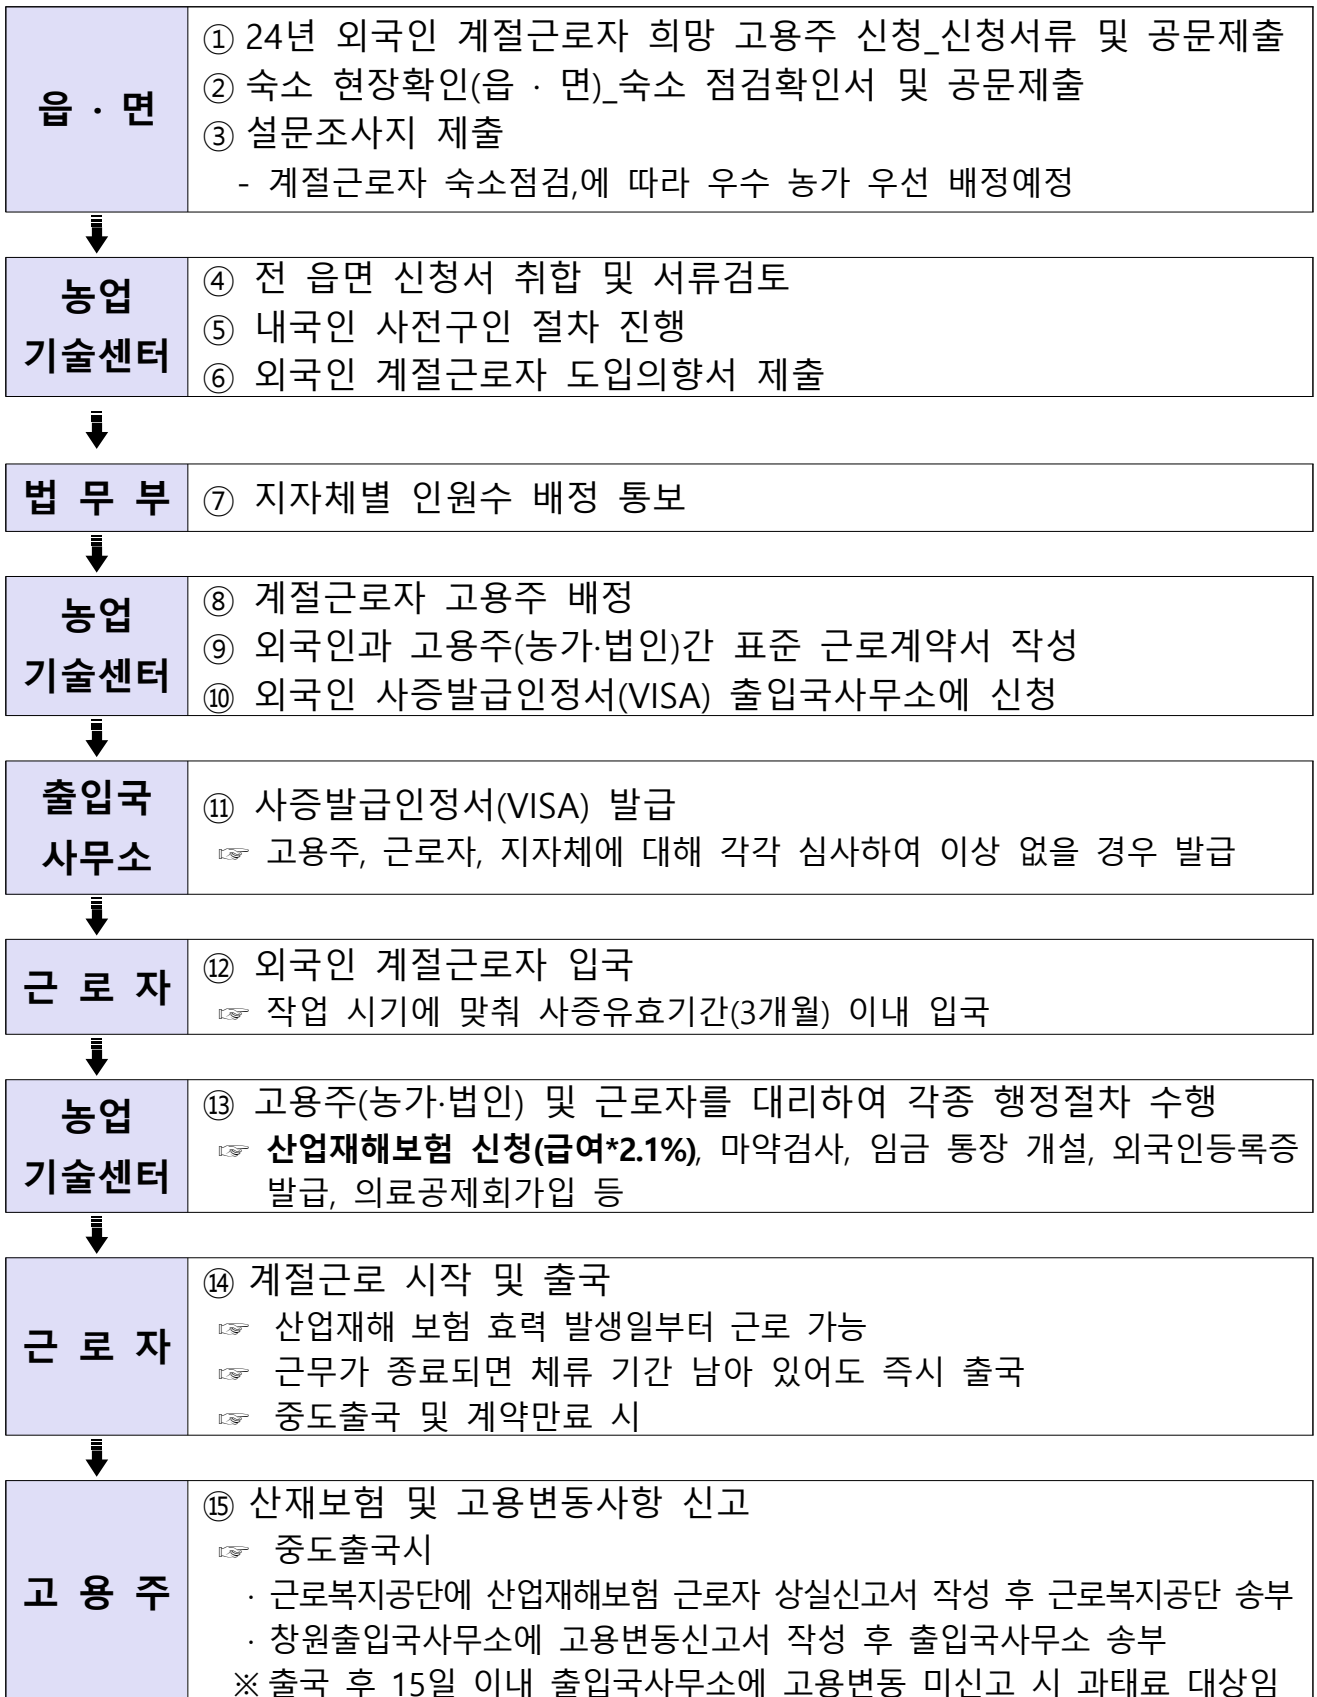 읍 · 면
① 24년 외국인 계절근로자 희망 고용주 신청_신청서류 및 공문제출
② 숙소 현장확인(읍 · 면)_숙소 점검확인서 및 공문제출
③ 설문조사지 제출
- 계절근로자 숙소점검,에 따라 우수 농가 우선 배정예정
농업
기술센터
④ 전 읍면 신청서 취합 및 서류검토
⑤ 내국인 사전구인 절차 진행
⑥ 외국인 계절근로자 도입의향서 제출
법 무 부
⑦ 지자체별 인원수 배정 통보
농업
기술센터
⑧ 계절근로자 고용주 배정
⑨ 외국인과 고용주(농가·법인)간 표준 근로계약서 작성
⑩ 외국인 사증발급인정서(VISA) 출입국사무소에 신청
출입국
사무소
⑪ 사증발급인정서(VISA) 발급
☞ 고용주, 근로자, 지자체에 대해 각각 심사하여 이상 없을 경우 발급
근 로 자
⑫ 외국인 계절근로자 입국
☞ 작업 시기에 맞춰 사증유효기간(3개월) 이내 입국
농업
기술센터
⑬ 고용주(농가·법인) 및 근로자를 대리하여 각종 행정절차 수행
☞ 산업재해보험 신청(급여*2.1%), 마약검사, 임금 통장 개설, 외국인등록증
발급, 의료공제회가입 등
근 로 자
⑭ 계절근로 시작 및 출국
☞ 산업재해 보험 효력 발생일부터 근로 가능
☞ 근무가 종료되면 체류 기간 남아 있어도 즉시 출국
☞ 중도출국 및 계약만료 시
고 용 주
⑮ 산재보험 및 고용변동사항 신고
☞ 중도출국시
· 근로복지공단에 산업재해보험 근로자 상실신고서 작성 후 근로복지공단 송부
· 창원출입국사무소에 고용변동신고서 작성 후 출입국사무소 송부
※ 출국 후 15일 이내 출입국사무소에 고용변동 미신고 시 과태료 대상임